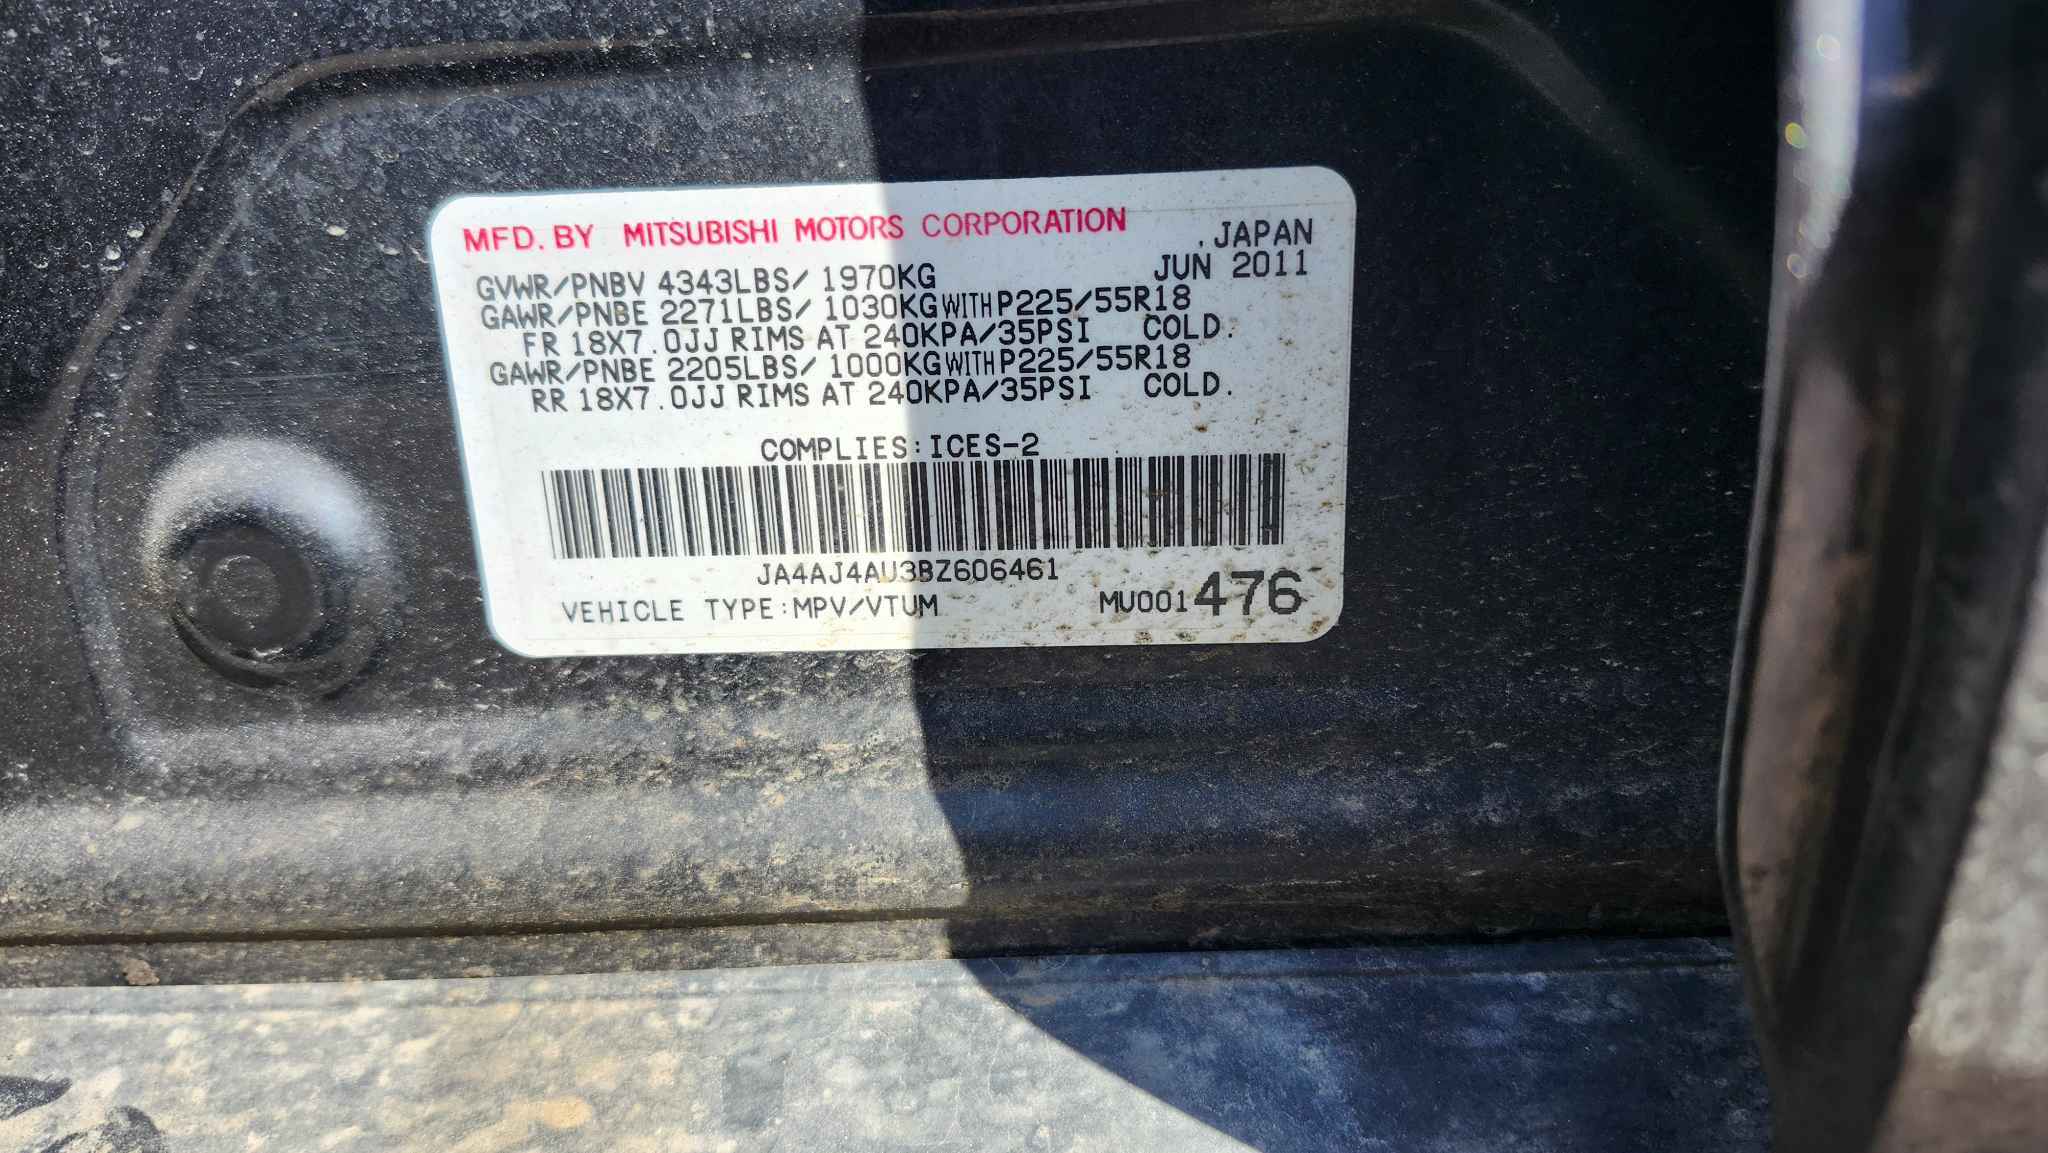 MFD. BY MITSUBISHI MOTORS CORPORATION
. JAPAN
GVWR/PNBV 4343LBS/ 1970KG JUN 2011
GAWR/PNBE 2271LBS/ 1030KG WITH P225/55R18
FR 18X7.0JJ RIMS AT 240KPA/35PSI COLD.
GAWR/PNBE 2205LBS/ 1000KG WITH P225/55R18
RR 18X7.0JJ RIMS AT 240KPA/35PSI COLD.
COMPLIES:ICES-2
JA4AJ4AU3BZ606461
VEHICLE TYPE:MPV/VTUM MU001 476